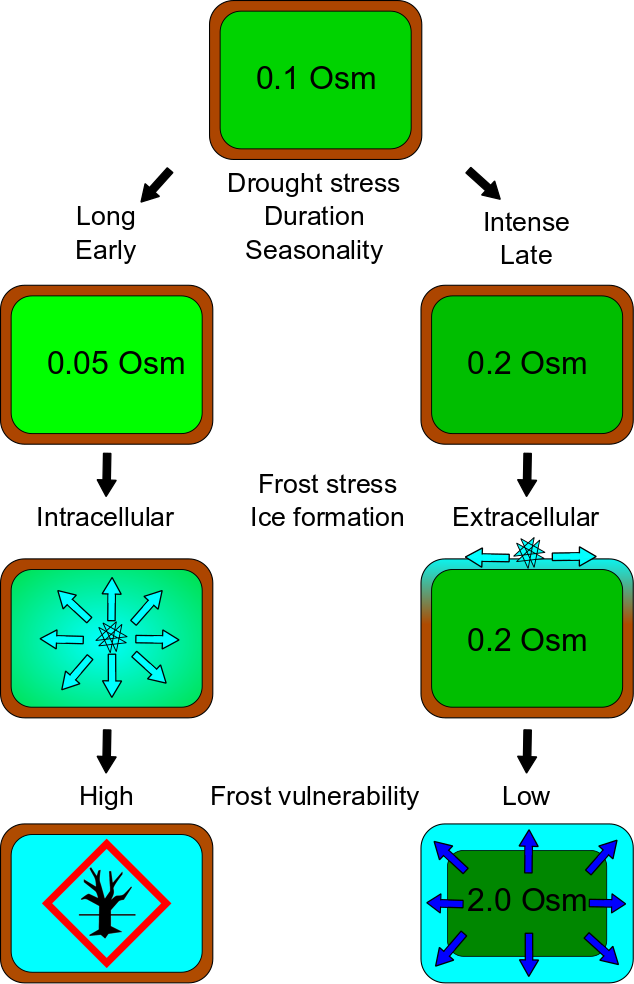 0.1 Osm
Drought stress
Duration
Seasonality
Long
Early
Intense
Late
0.05 Osm
0.2 Osm
Frost stress
Ice formation
Intracellular
Extracellular
0.2 Osm
High
Frost vulnerability
Low
2.0 Osm